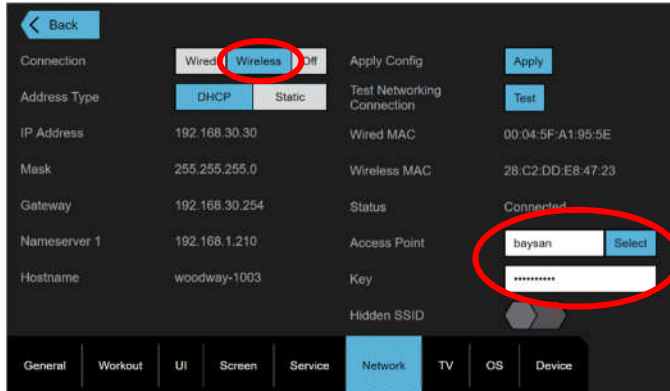 Back
Connection Wired Wireless Off Apply Config Apply
Address Type DHCP Static Test Networking Connection Test
IP Address 192.168.30.30 Wired MAC 00:04:5F:A1:95:5E
Mask 255.255.255.0 Wireless MAC 28:C2:DD:E8:47:23
Gateway 192.168.30.254 Status Connected
Nameserver 1 192.168.1.210 Access Point baysan Select
Hostname woodway-1003 Key ••••••••••
Hidden SSID
General Workout UI Screen Service Network TV OS Device